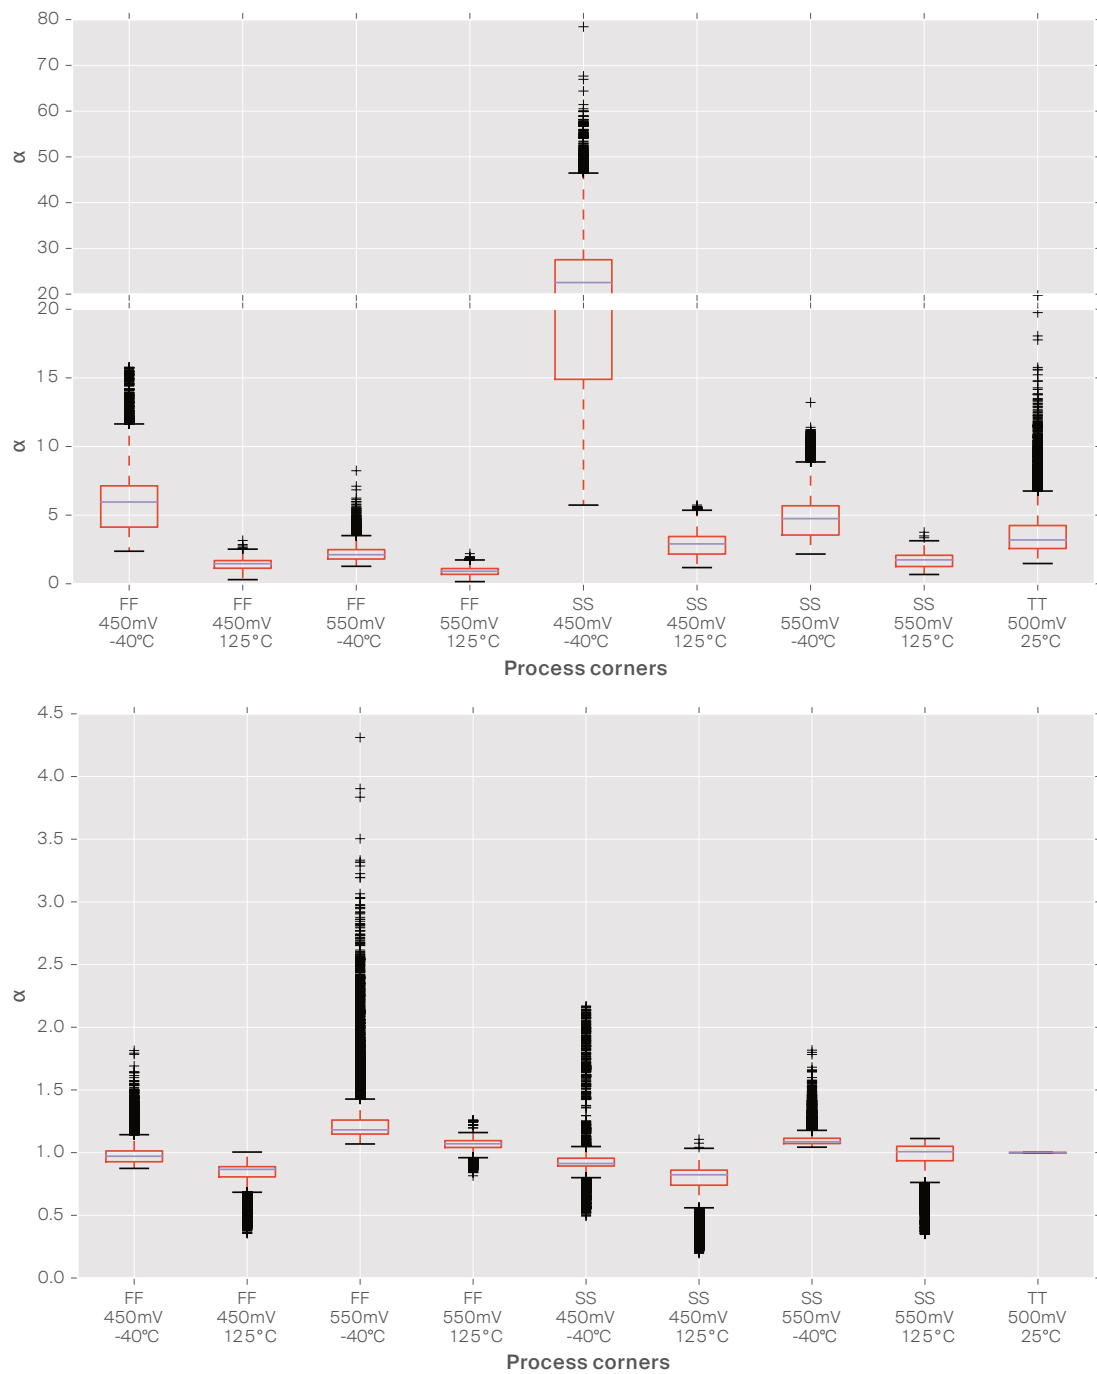 80
70
60
50
40
30
20
α
20
15
10
5
0
α
FF FF FF FF SS SS SS SS TT
450mV 450mV 550mV 550mV 450mV 450mV 550mV 550mV 500mV
-40°C 125°C -40°C 125°C -40°C 125°C -40°C 125°C 25°C
Process corners
4.5
4.0
3.5
3.0
2.5
2.0
1.5
1.0
0.5
0.0
α
FF FF FF FF SS SS SS SS TT
450mV 450mV 550mV 550mV 450mV 450mV 550mV 550mV 500mV
-40°C 125°C -40°C 125°C -40°C 125°C -40°C 125°C 25°C
Process corners